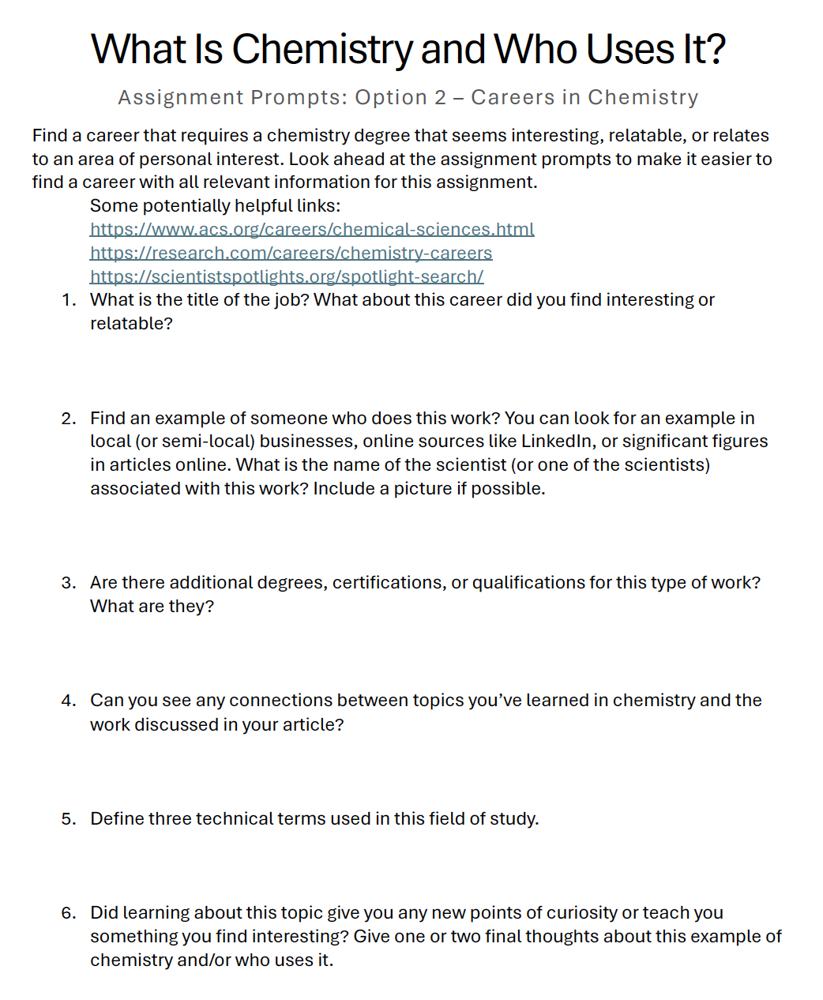 What Is Chemistry and Who Uses It?
Assignment Prompts: Option 2 – Careers in Chemistry
Find a career that requires a chemistry degree that seems interesting, relatable, or relates
to an area of personal interest. Look ahead at the assignment prompts to make it easier to
find a career with all relevant information for this assignment.
Some potentially helpful links:
https://www.acs.org/careers/chemical-sciences.html
https://research.com/careers/chemistry-careers
https://scientistspotlights.org/spotlight-search/
1. What is the title of the job? What about this career did you find interesting or
relatable?
2. Find an example of someone who does this work? You can look for an example in
local (or semi-local) businesses, online sources like LinkedIn, or significant figures
in articles online. What is the name of the scientist (or one of the scientists)
associated with this work? Include a picture if possible.
3. Are there additional degrees, certifications, or qualifications for this type of work?
What are they?
4. Can you see any connections between topics you’ve learned in chemistry and the
work discussed in your article?
5. Define three technical terms used in this field of study.
6. Did learning about this topic give you any new points of curiosity or teach you
something you find interesting? Give one or two final thoughts about this example of
chemistry and/or who uses it.